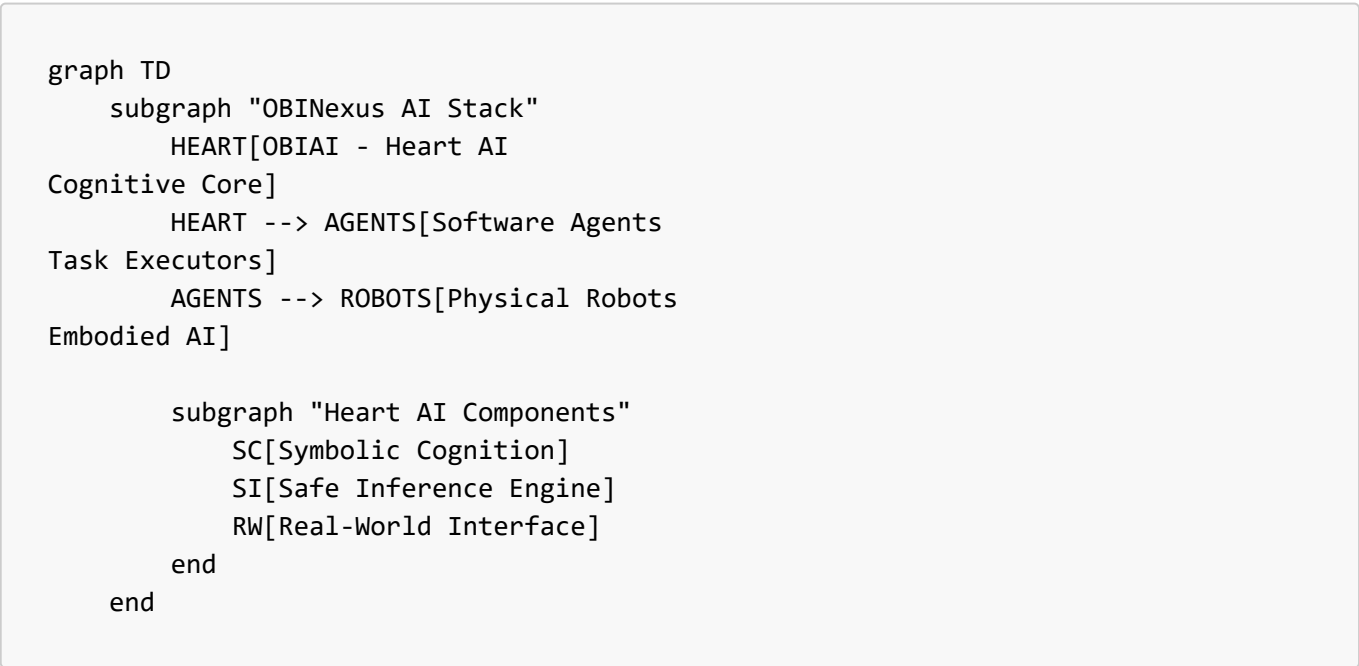 graph TD
    subgraph "OBINexus AI Stack"
        HEART[OBIAI - Heart AI
Cognitive Core]
        HEART --> AGENTS[Software Agents
Task Executors]
        AGENTS --> ROBOTS[Physical Robots
Embodied AI]

        subgraph "Heart AI Components"
            SC[Symbolic Cognition]
            SI[Safe Inference Engine]
            RW[Real-World Interface]
        end
    end